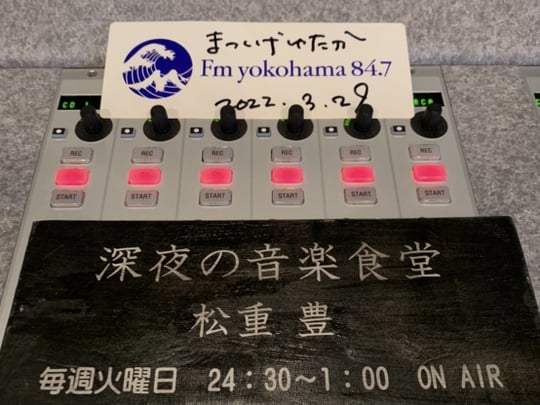 まつしげゆたか
Fm yokohama 84.7
2022.3.29
CD 1
REC REC REC REC REC REC
START START START START START START
深夜の音楽食堂
松重 豊
毎週火曜日 24:30～1:00 ON AIR